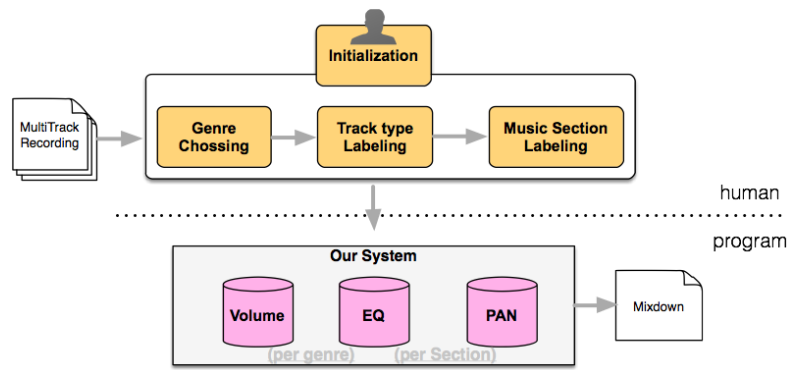 Initialization
MultiTrack
Recording
Genre
Chossing
Track type
Labeling
Music Section
Labeling
human
program
Our System
Volume
EQ
PAN
(per genre)
(per Section)
Mixdown